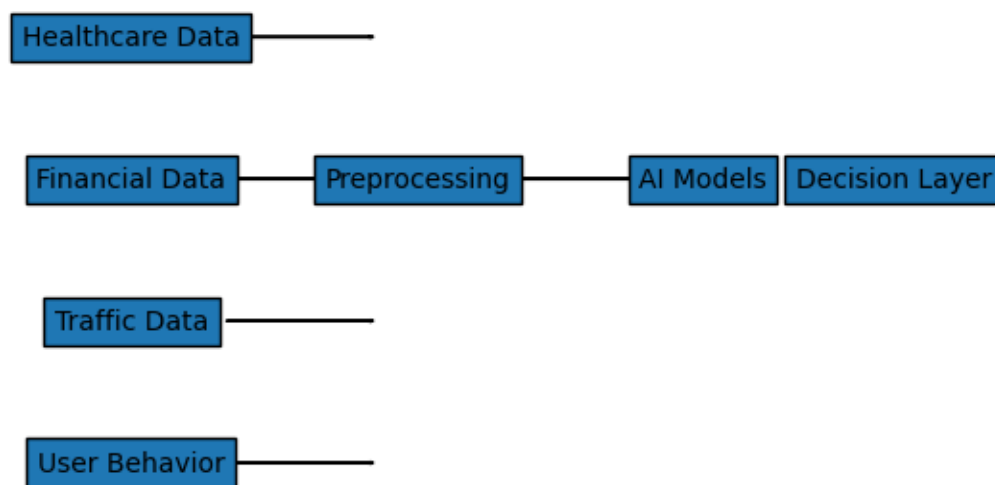 Healthcare Data
Financial Data
Preprocessing
AI Models
Decision Layer
Traffic Data
User Behavior